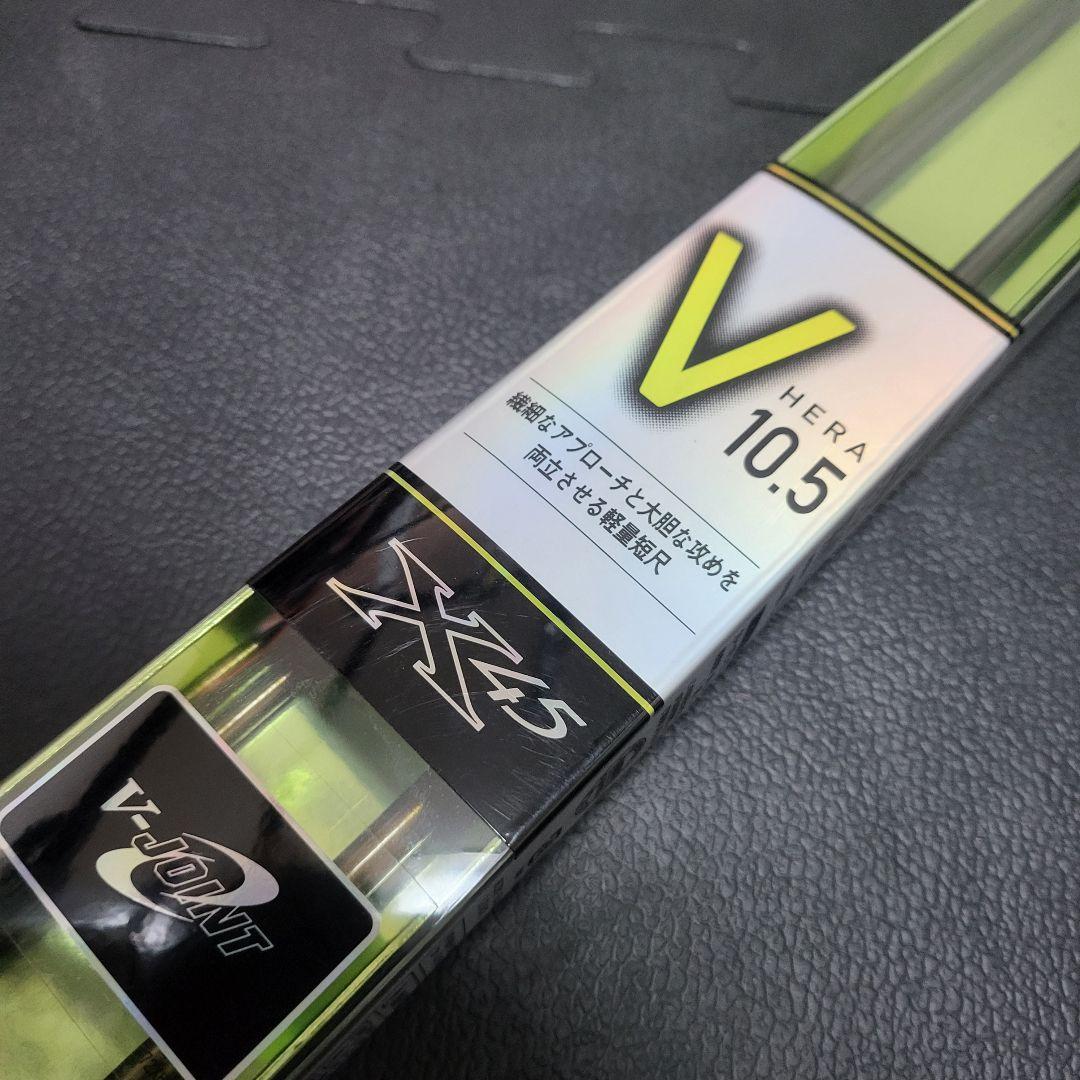 V
HERA
10.5
繊細なアプローチと大胆な攻めを
両立させる軽量短尺
X45
V-JOINT